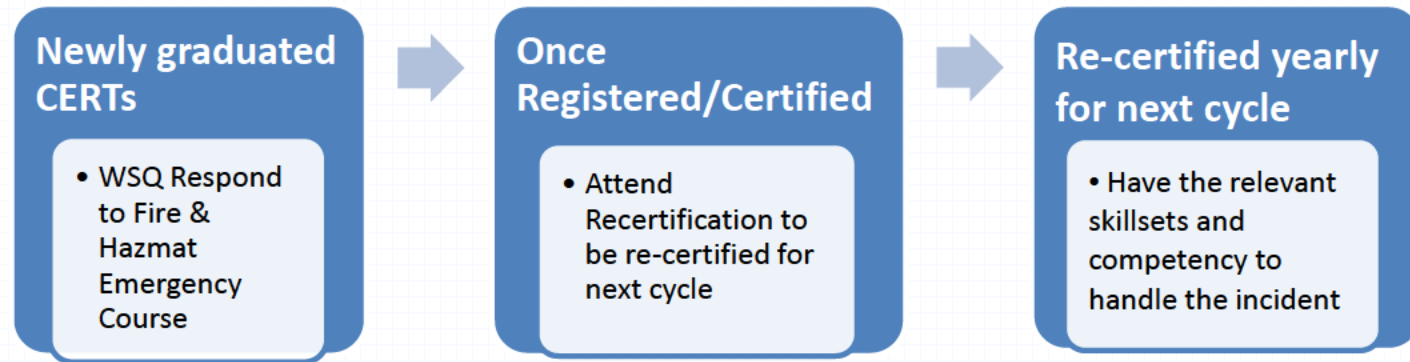 Newly graduated
CERTs
• WSQ Respond
to Fire &
Hazmat
Emergency
Course
Once
Registered/Certified
• Attend
Recertification to
be re-certified for
next cycle
Re-certified yearly
for next cycle
• Have the relevant
skillsets and
competency to
handle the incident